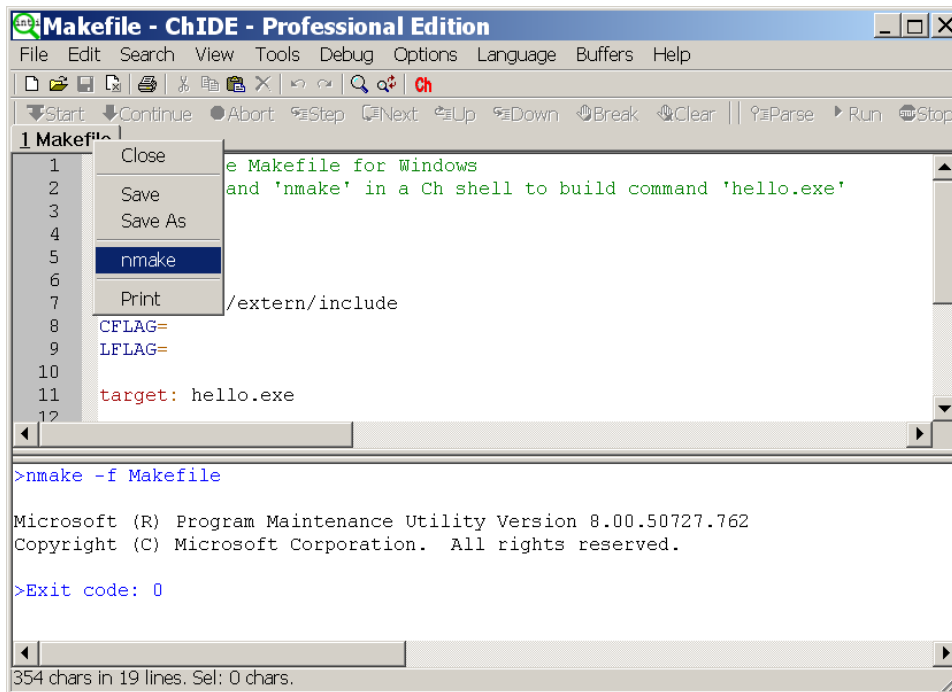 Makefile - ChIDE - Professional Edition
File Edit Search View Tools Debug Options Language Buffers Help
Ch
Start Continue Abort Step Next Up Down Break Clear Parse Run Stop
1 Makefile
Close
Save
Save As
nmake
Print
1 e Makefile for Windows
2 and 'nmake' in a Ch shell to build command 'hello.exe'
3
4
5
6
7 /extern/include
8 CFLAG=
9 LFLAG=
10
11 target: hello.exe
12
>nmake -f Makefile
Microsoft (R) Program Maintenance Utility Version 8.00.50727.762
Copyright (C) Microsoft Corporation.  All rights reserved.
>Exit code: 0
354 chars in 19 lines. Sel: 0 chars.